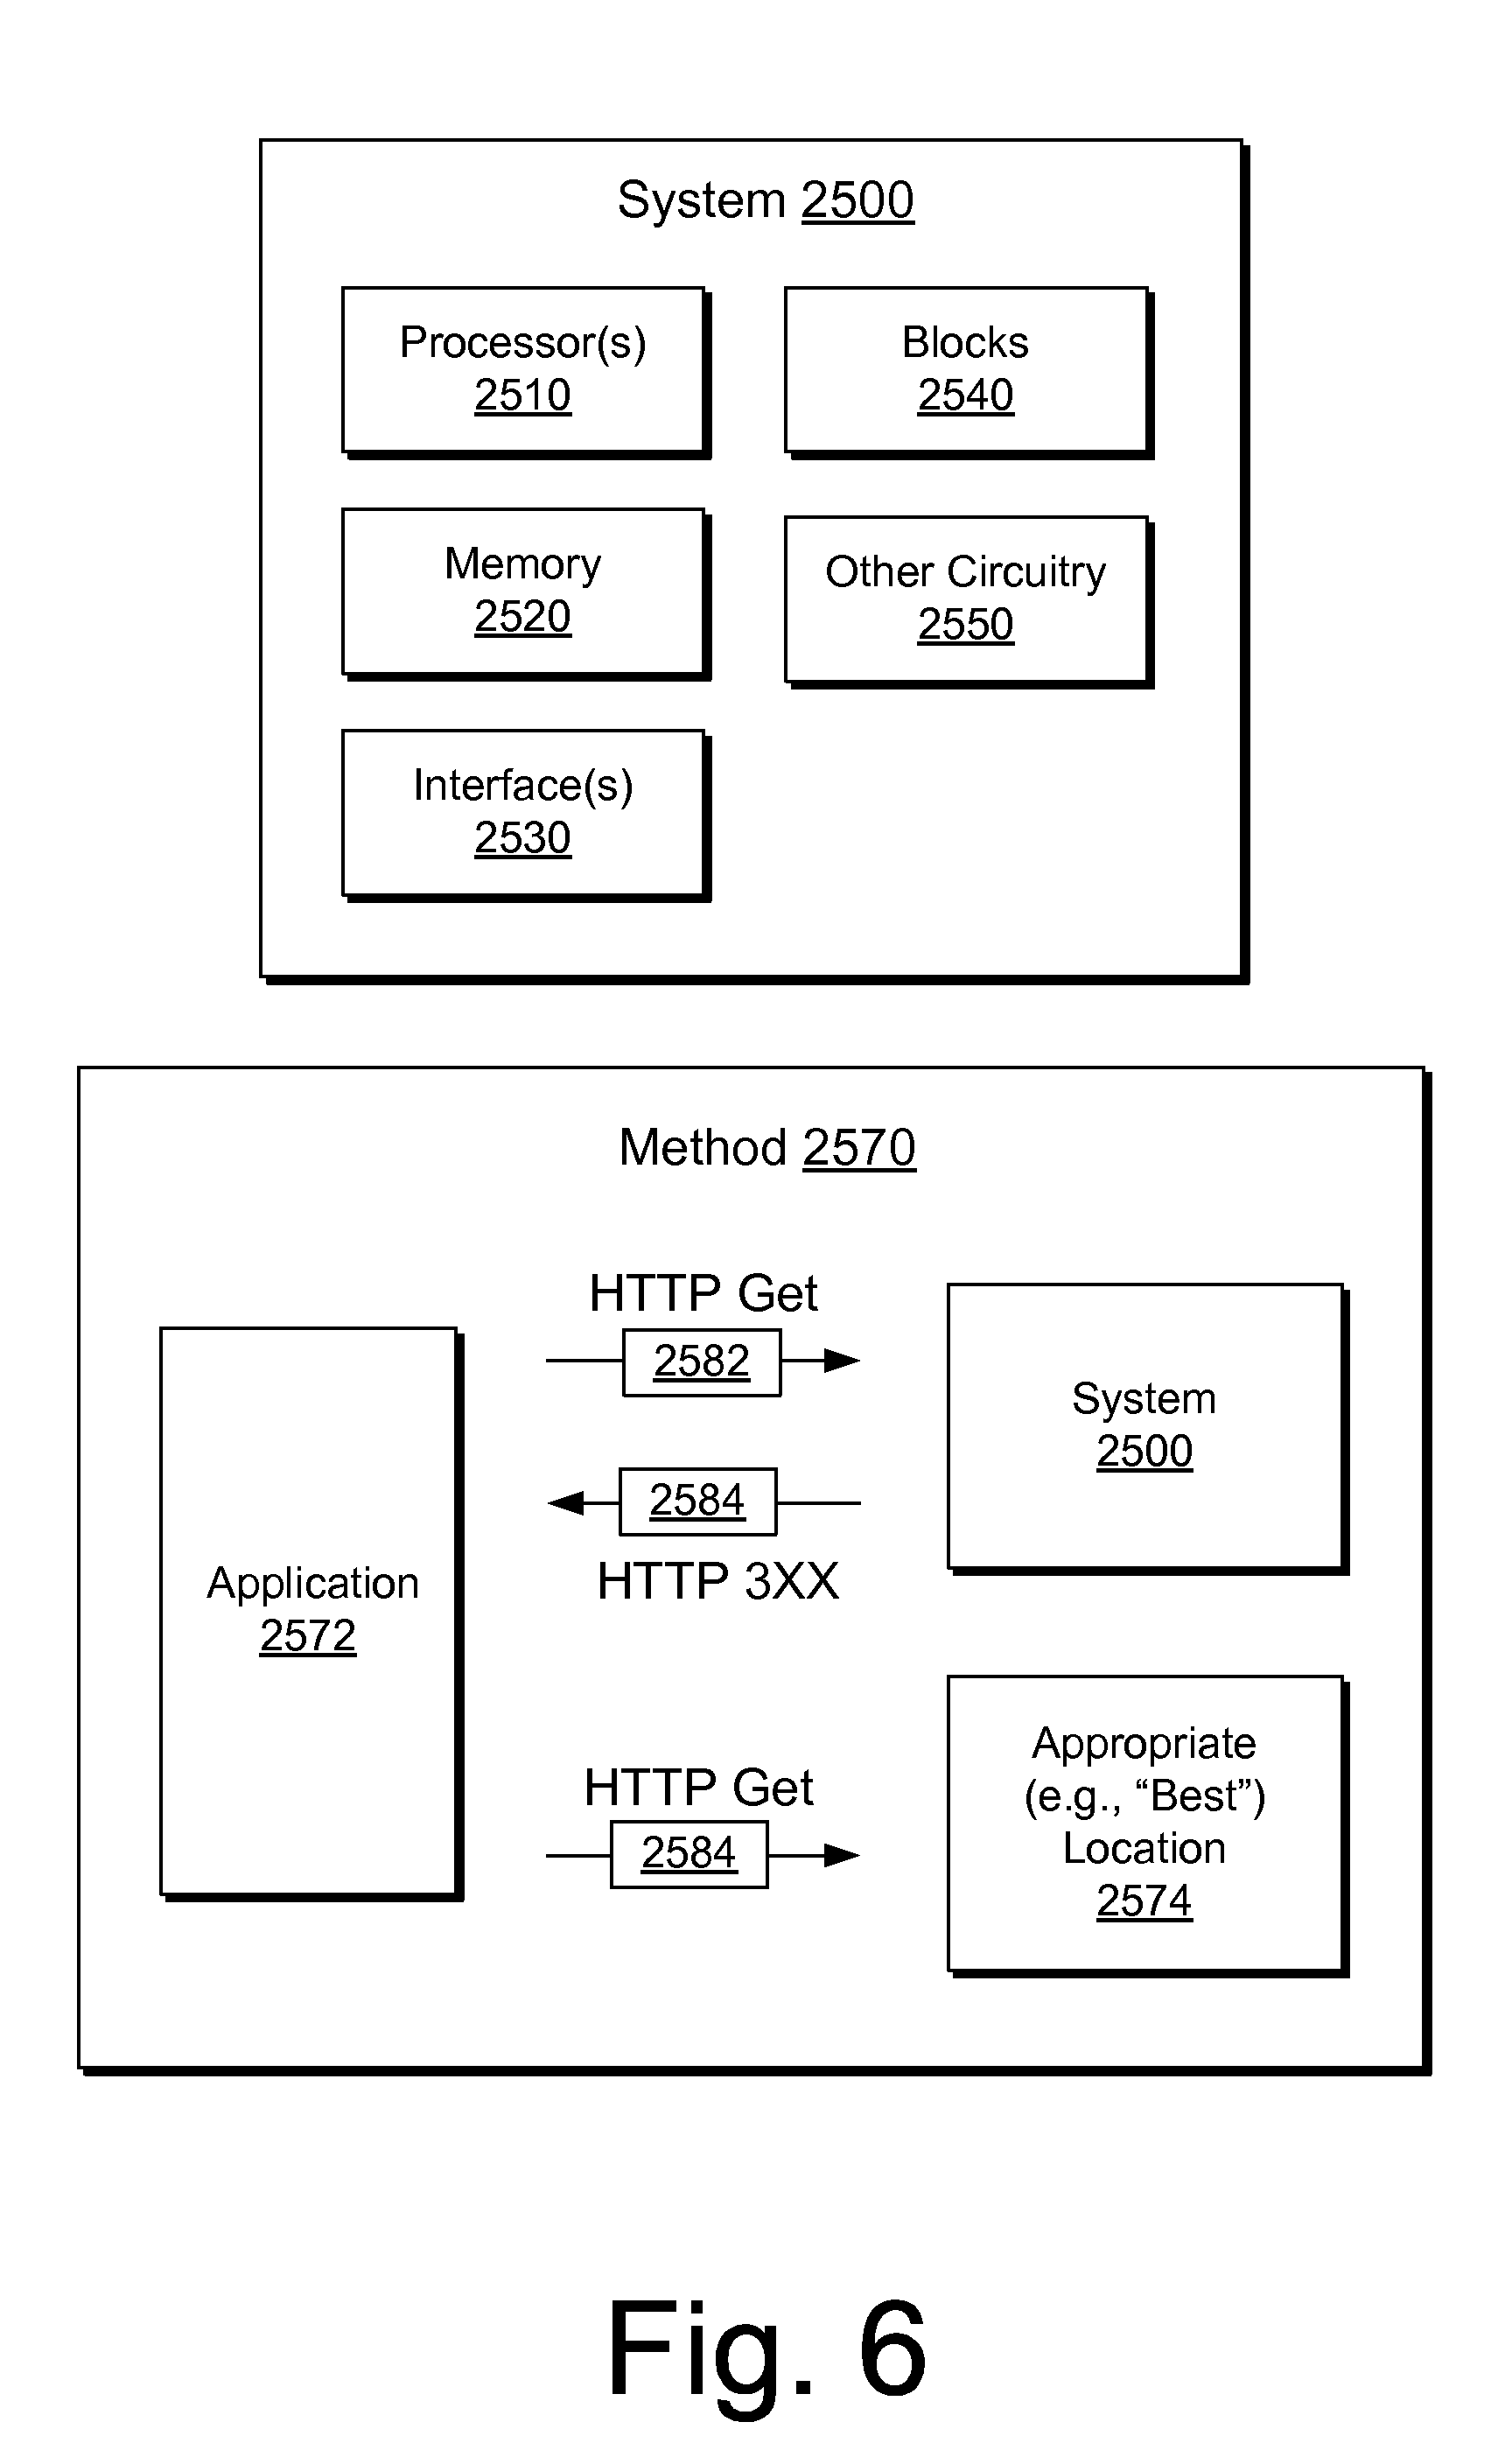 System 2500
Processor(s)
2510
Blocks
2540
Memory
2520
Other Circuitry
2550
Interface(s)
2530
Method 2570
HTTP Get
2582
System
2500
2584
HTTP 3XX
Application
2572
HTTP Get
2584
Appropriate
(e.g., “Best”)
Location
2574
Fig. 6